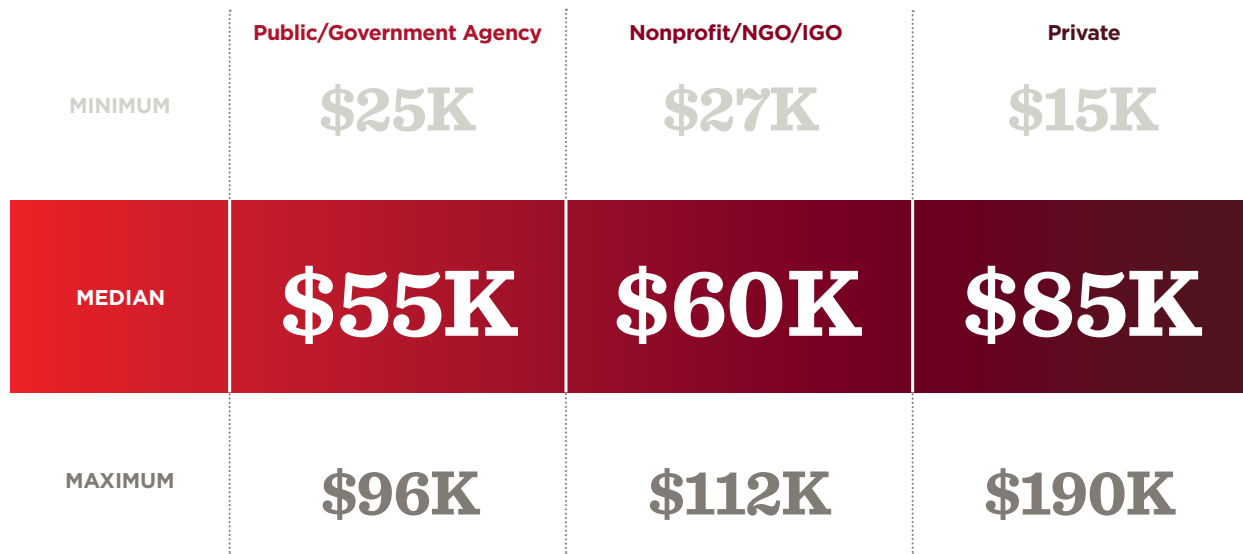 Public/Government Agency Nonprofit/NGO/IGO Private
MINIMUM $25K $27K $15K
MEDIAN $55K $60K $85K
MAXIMUM $96K $112K $190K